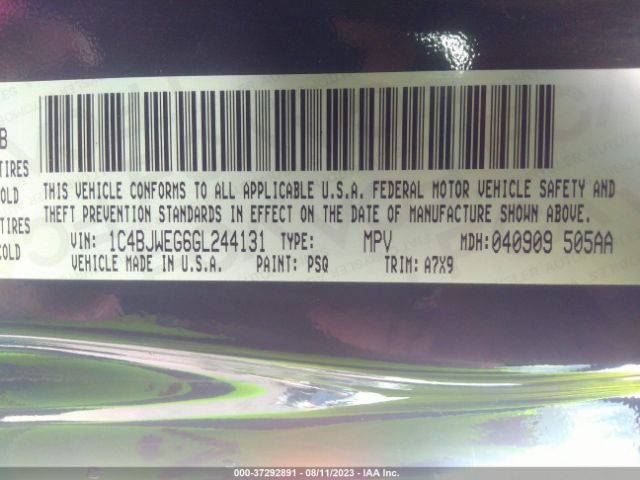 B
TIRES
COLD
TIRES
COLD
THIS VEHICLE CONFORMS TO ALL APPLICABLE U.S.A. FEDERAL MOTOR VEHICLE SAFETY AND
THEFT PREVENTION STANDARDS IN EFFECT ON THE DATE OF MANUFACTURE SHOWN ABOVE.
VIN: 1C4BJWEG6GL244131 TYPE: MPV MDH: 040909 505AA
VEHICLE MADE IN U.S.A. PAINT: PSQ TRIM: A7X9
000-37292891 - 08/11/2023 - IAA Inc.